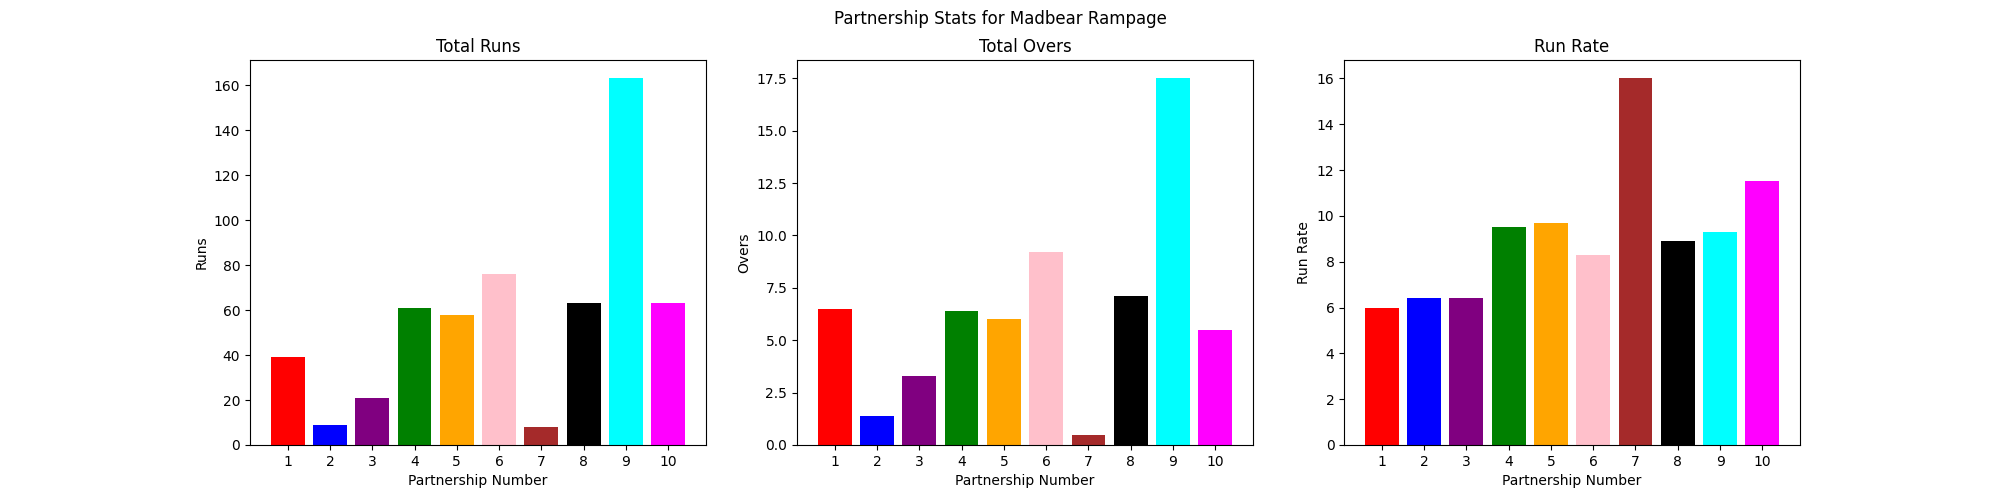 Partnership Stats for Madbear Rampage
Total Runs
160
140
120
100
80
60
40
20
0
Runs
1 2 3 4 5 6 7 8 9 10
Partnership Number
Total Overs
17.5
15.0
12.5
10.0
7.5
5.0
2.5
0.0
Overs
1 2 3 4 5 6 7 8 9 10
Partnership Number
Run Rate
16
14
12
10
8
6
4
2
0
Run Rate
1 2 3 4 5 6 7 8 9 10
Partnership Number